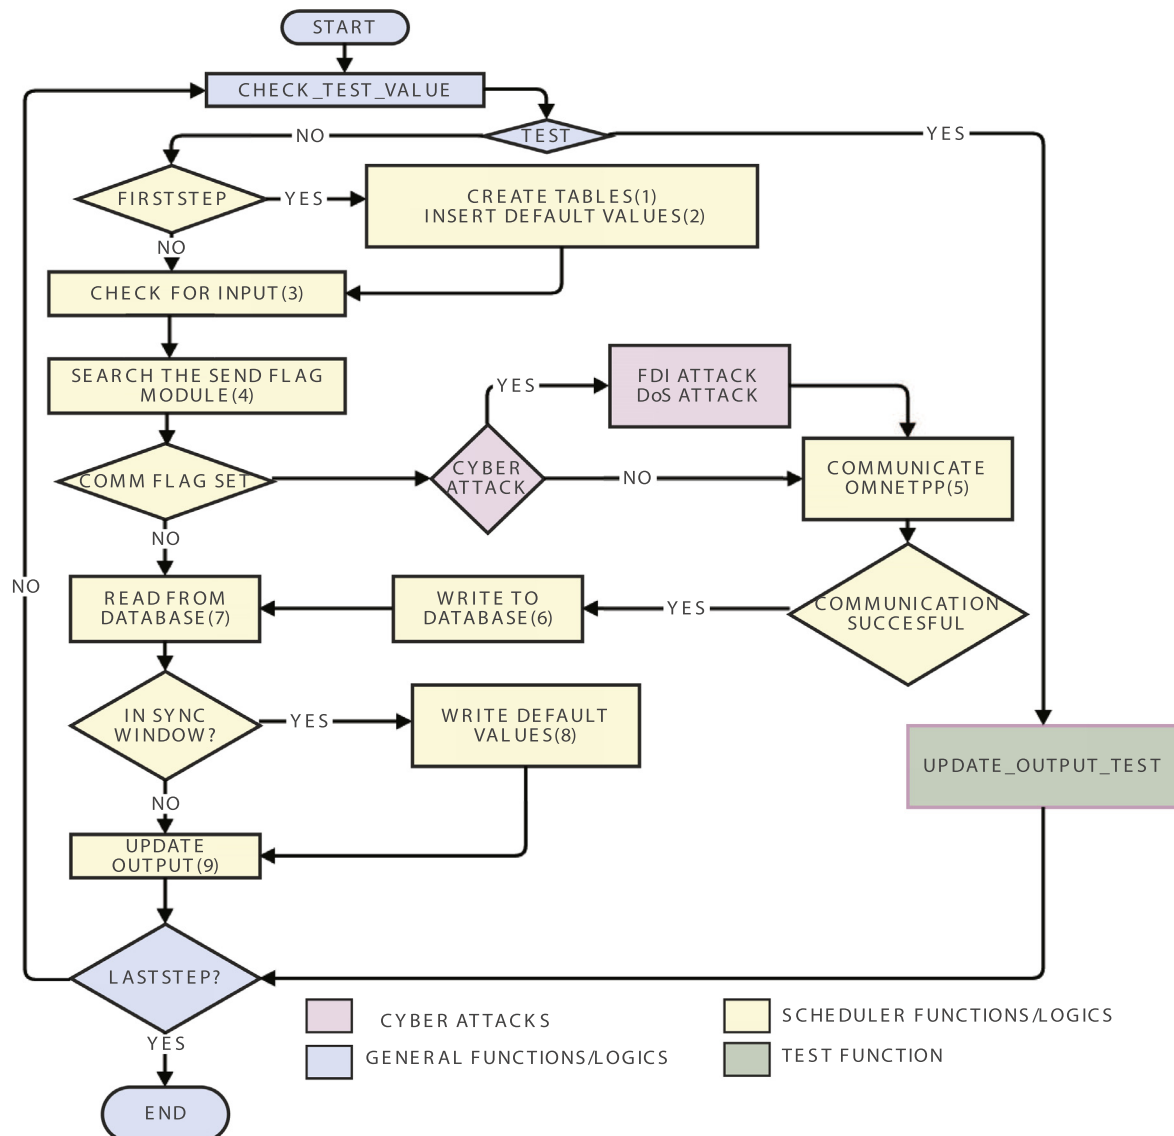 START
CHECK_TEST_VALUE
NO
TEST
YES
FIRSTSTEP
YES
CREATE TABLES(1)
INSERT DEFAULT VALUES(2)
NO
CHECK FOR INPUT(3)
SEARCH THE SEND FLAG
MODULE(4)
YES
FDI ATTACK
DoS ATTACK
COMM FLAG SET
CYBER
ATTACK
NO
COMMUNICATE
OMNETPP(5)
NO
NO
READ FROM
DATABASE(7)
WRITE TO
DATABASE(6)
YES
COMMUNICATION
SUCCESFUL
IN SYNC
WINDOW?
YES
WRITE DEFAULT
VALUES(8)
UPDATE_OUTPUT_TEST
NO
UPDATE
OUTPUT(9)
LASTSTEP?
YES
END
CYBER ATTACKS
GENERAL FUNCTIONS/LOGICS
SCHEDULER FUNCTIONS/LOGICS
TEST FUNCTION